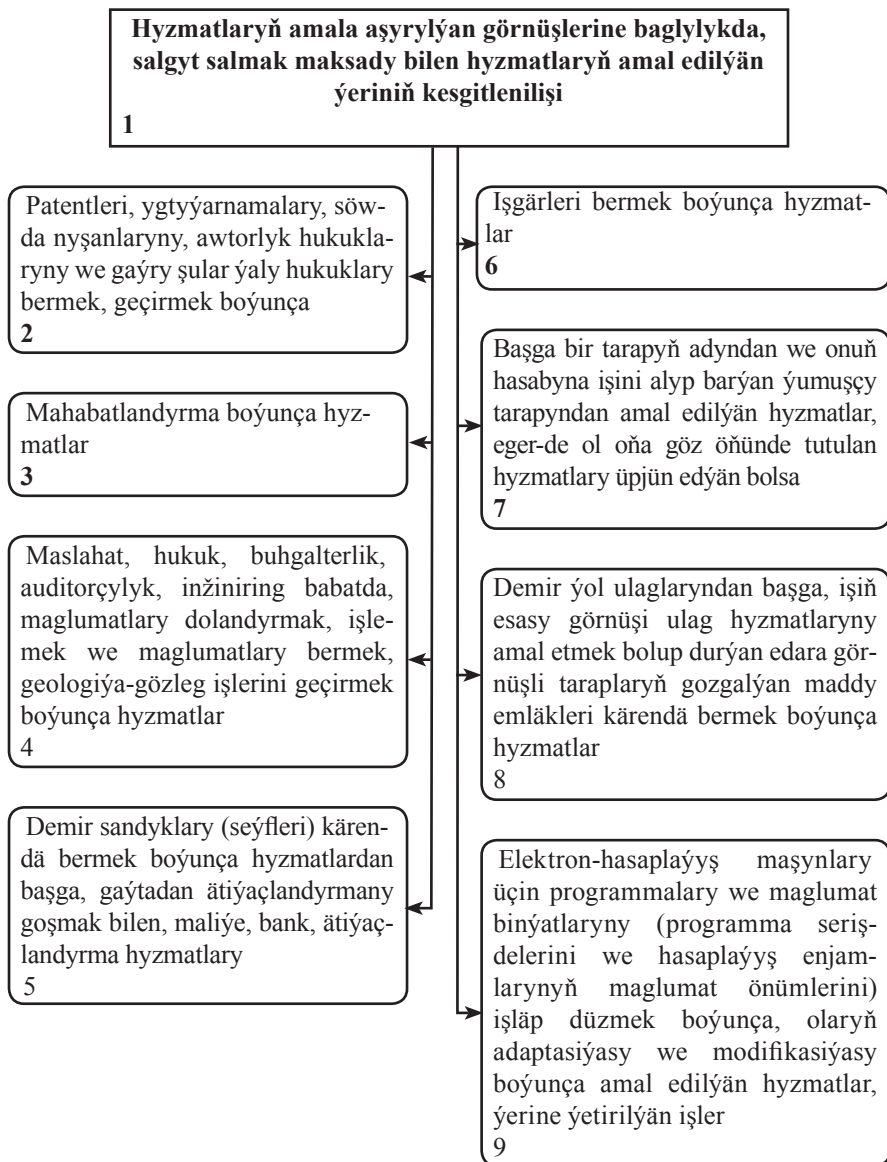 Hyzmatlaryň amala aşyrylýan görnüşlerine baglylykda,
salgyt salmak maksady bilen hyzmatlaryň amal edilýän
ýeriniň kesgitlenilişi
1
Patentleri, ygtyýarnamalary, söw-
da nyşanlaryny, awtorlyk hukukla-
ryny we gaýry şular ýaly hukuklary
bermek, geçirmek boýunça
2
Mahabatlandyrma boýunça hyz-
matlar
3
Maslahat, hukuk, buhgalterlik,
auditorçylyk, inžiniring babatda,
maglumatlary dolandyrmak, işle-
mek we maglumatlary bermek,
geologiýa-gözleg işlerini geçirmek
boýunça hyzmatlar
4
Demir sandyklary (seýfleri) kären-
dä bermek boýunça hyzmatlardan
başga, gaýtadan ätiýaçlandyrmany
goşmak bilen, maliýe, bank, ätiýaç-
landyrma hyzmatlary
5
Işgärleri bermek boýunça hyzmat-
lar
6
Başga bir tarapyň adyndan we onuň
hasabyna işini alyp barýan ýumuşçy
tarapyndan amal edilýän hyzmatlar,
eger-de ol oňa göz öňünde tutulan
hyzmatlary üpjün edýän bolsa
7
Demir ýol ulaglaryndan başga, işiň
esasy görnüşi ulag hyzmatlaryny
amal etmek bolup durýan edara gör-
nüşli taraplaryň gozgalýan maddy
emläkleri kärendä bermek boýunça
hyzmatlar
8
Elektron-hasaplaýyş maşynlary
üçin programmalary we maglumat
binýatlaryny (programma seriş-
delerini we hasaplaýyş enjam-
larynyň maglumat önümlerini)
işläp düzmek boýunça, olaryň
adaptasiýasy we modifikasiýasy
boýunça amal edilýän hyzmatlar,
ýerine ýetirilýän işler
9